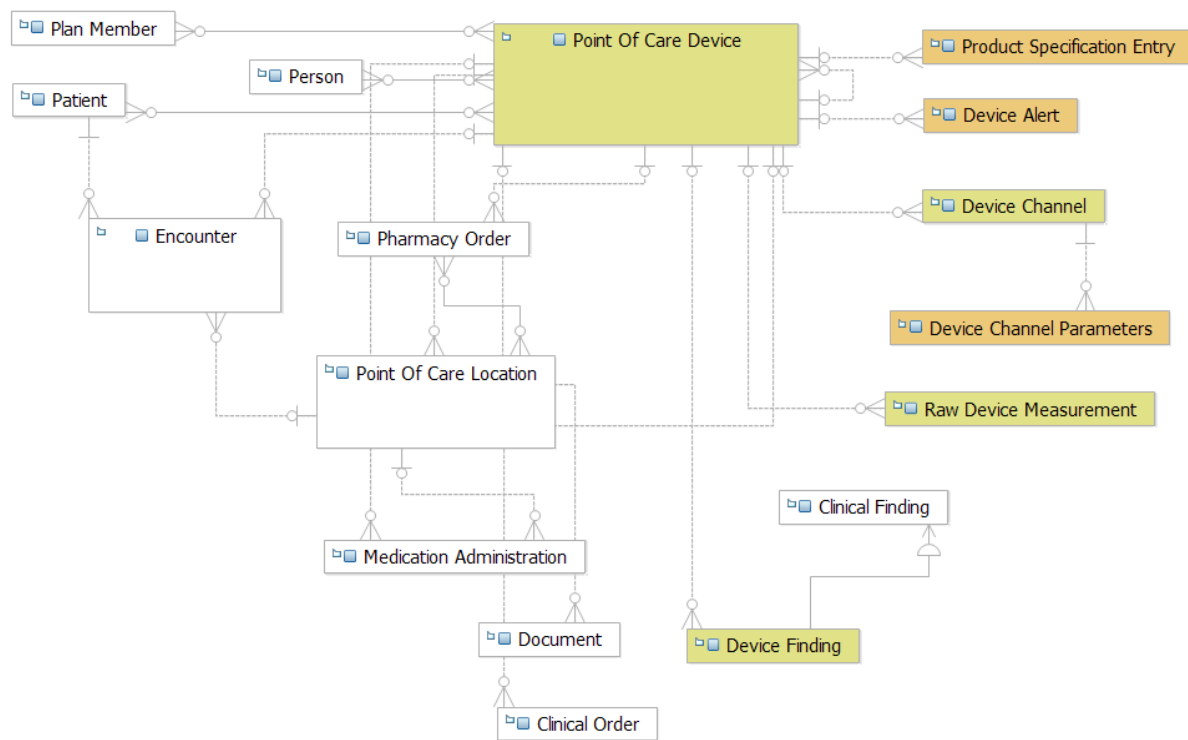 Plan Member
Point Of Care Device
Product Specification Entry
Person
Patient
Device Alert
Device Channel
Encounter
Pharmacy Order
Device Channel Parameters
Point Of Care Location
Raw Device Measurement
Clinical Finding
Medication Administration
Document
Device Finding
Clinical Order